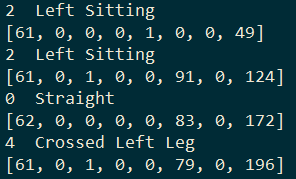 2  Left Sitting
[61, 0, 0, 0, 1, 0, 0, 49]
2  Left Sitting
[61, 0, 1, 0, 0, 91, 0, 124]
0  Straight
[62, 0, 0, 0, 0, 83, 0, 172]
4  Crossed Left Leg
[61, 0, 1, 0, 0, 79, 0, 196]